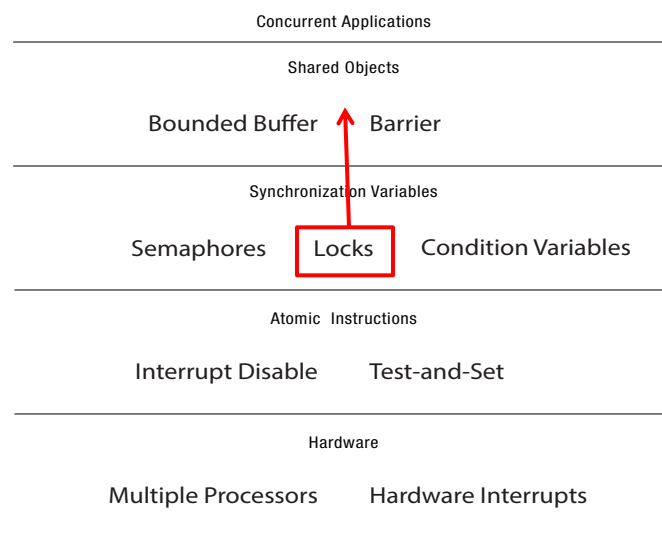 Concurrent Applications
Shared Objects
Bounded Buffer Barrier
Synchronization Variables
Semaphores Locks Condition Variables
Atomic Instructions
Interrupt Disable Test-and-Set
Hardware
Multiple Processors Hardware Interrupts